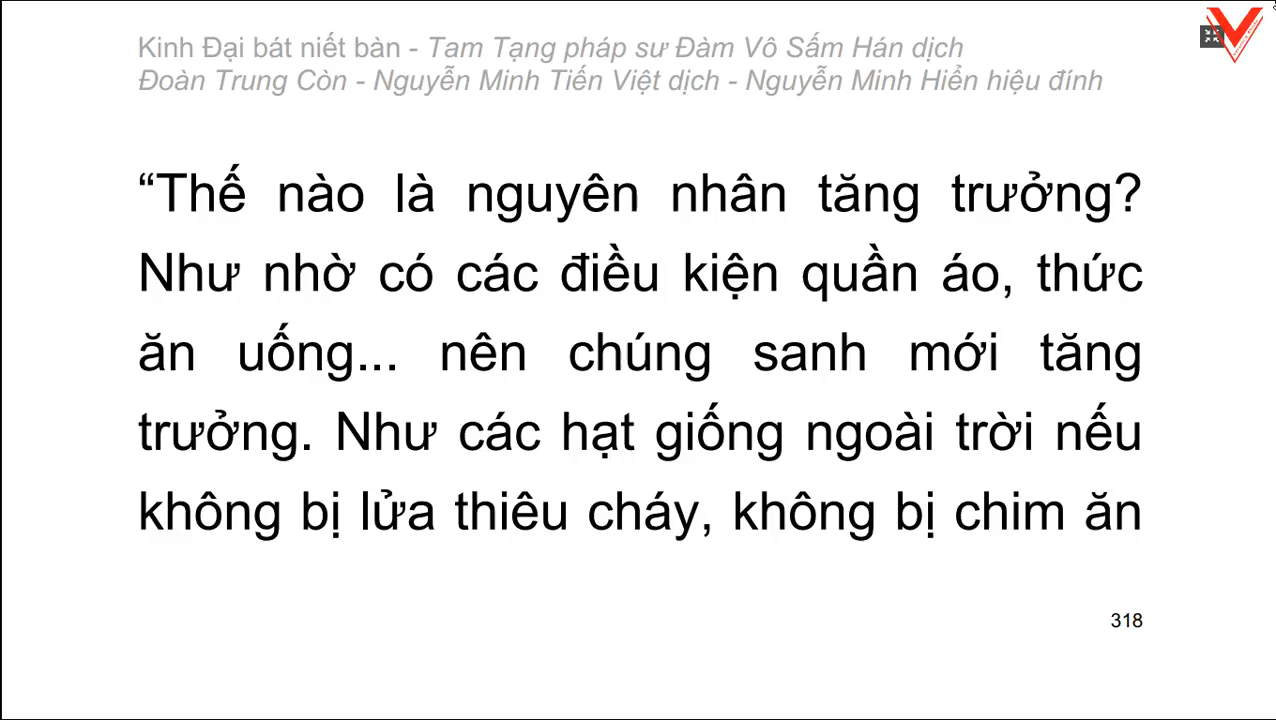 Kinh Đại bát niết bàn - Tam Tạng pháp sư Đàm Vô Sấm Hán dịch
Đoàn Trung Còn - Nguyễn Minh Tiến Việt dịch - Nguyễn Minh Hiển hiệu đính
“Thế nào là nguyên nhân tăng trưởng?
Như nhờ có các điều kiện quần áo, thức
ăn uống... nên chúng sanh mới tăng
trưởng. Như các hạt giống ngoài trời nếu
không bị lửa thiêu cháy, không bị chim ăn
318